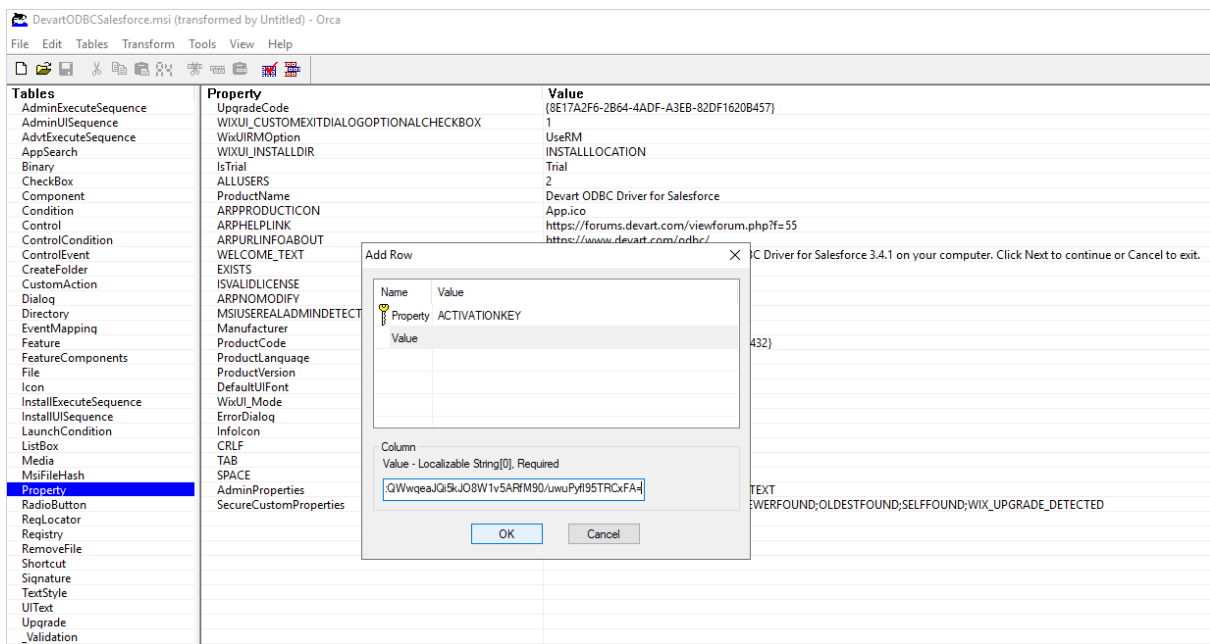 DevartODBCSalesforce.msi (transformed by Untitled) - Orca
File Edit Tables Transform Tools View Help
Tables Property Value
AdminExecuteSequence UpgradeCode {8E17A2F6-2B64-4ADF-A3EB-82DF1620B457}
AdminUISequence WIXUI_CUSTOMEXITDIALOGOPTIONALCHECKBOX 1
AdvtExecuteSequence WixUIRMOption UseRM
AppSearch WIXUI_INSTALLDIR INSTALLLOCATION
Binary IsTrial Trial
CheckBox ALLUSERS 2
Component ProductName Devart ODBC Driver for Salesforce
Condition ARPPRODUCTICON App.ico
Control ARPHELPLINK https://forums.devart.com/viewforum.php?f=55
ControlCondition ARPURLINFOABOUT https://www.devart.com/odbc/
ControlEvent WELCOME_TEXT C Driver for Salesforce 3.4.1 on your computer. Click Next to continue or Cancel to exit.
CreateFolder EXISTS
CustomAction ISVALIDLICENSE
Dialog ARPNOMODIFY
Directory MSIUSEREALADMINDETECT
EventMapping Manufacturer
Feature ProductCode 432}
FeatureComponents ProductLanguage
File ProductVersion
Icon DefaultUIFont
InstallExecuteSequence WixUI_Mode
InstallUISequence ErrorDialog
LaunchCondition InfoIcon
ListBox CRLF
Media TAB
MsiFileHash SPACE
Property AdminProperties TEXT
RadioButton SecureCustomProperties EWERFOUND;OLDESTFOUND;SELFFOUND;WIX_UPGRADE_DETECTED
RegLocator
Registry
RemoveFile
Shortcut
Signature
TextStyle
UIText
Upgrade
_Validation
Add Row
Name Value
Property ACTIVATIONKEY
Value
Column
Value - Localizable String[0], Required
:QWwqeaJQi5kJO8W1v5ARfM90/uwuPyfI95TRCxFA=
OK Cancel